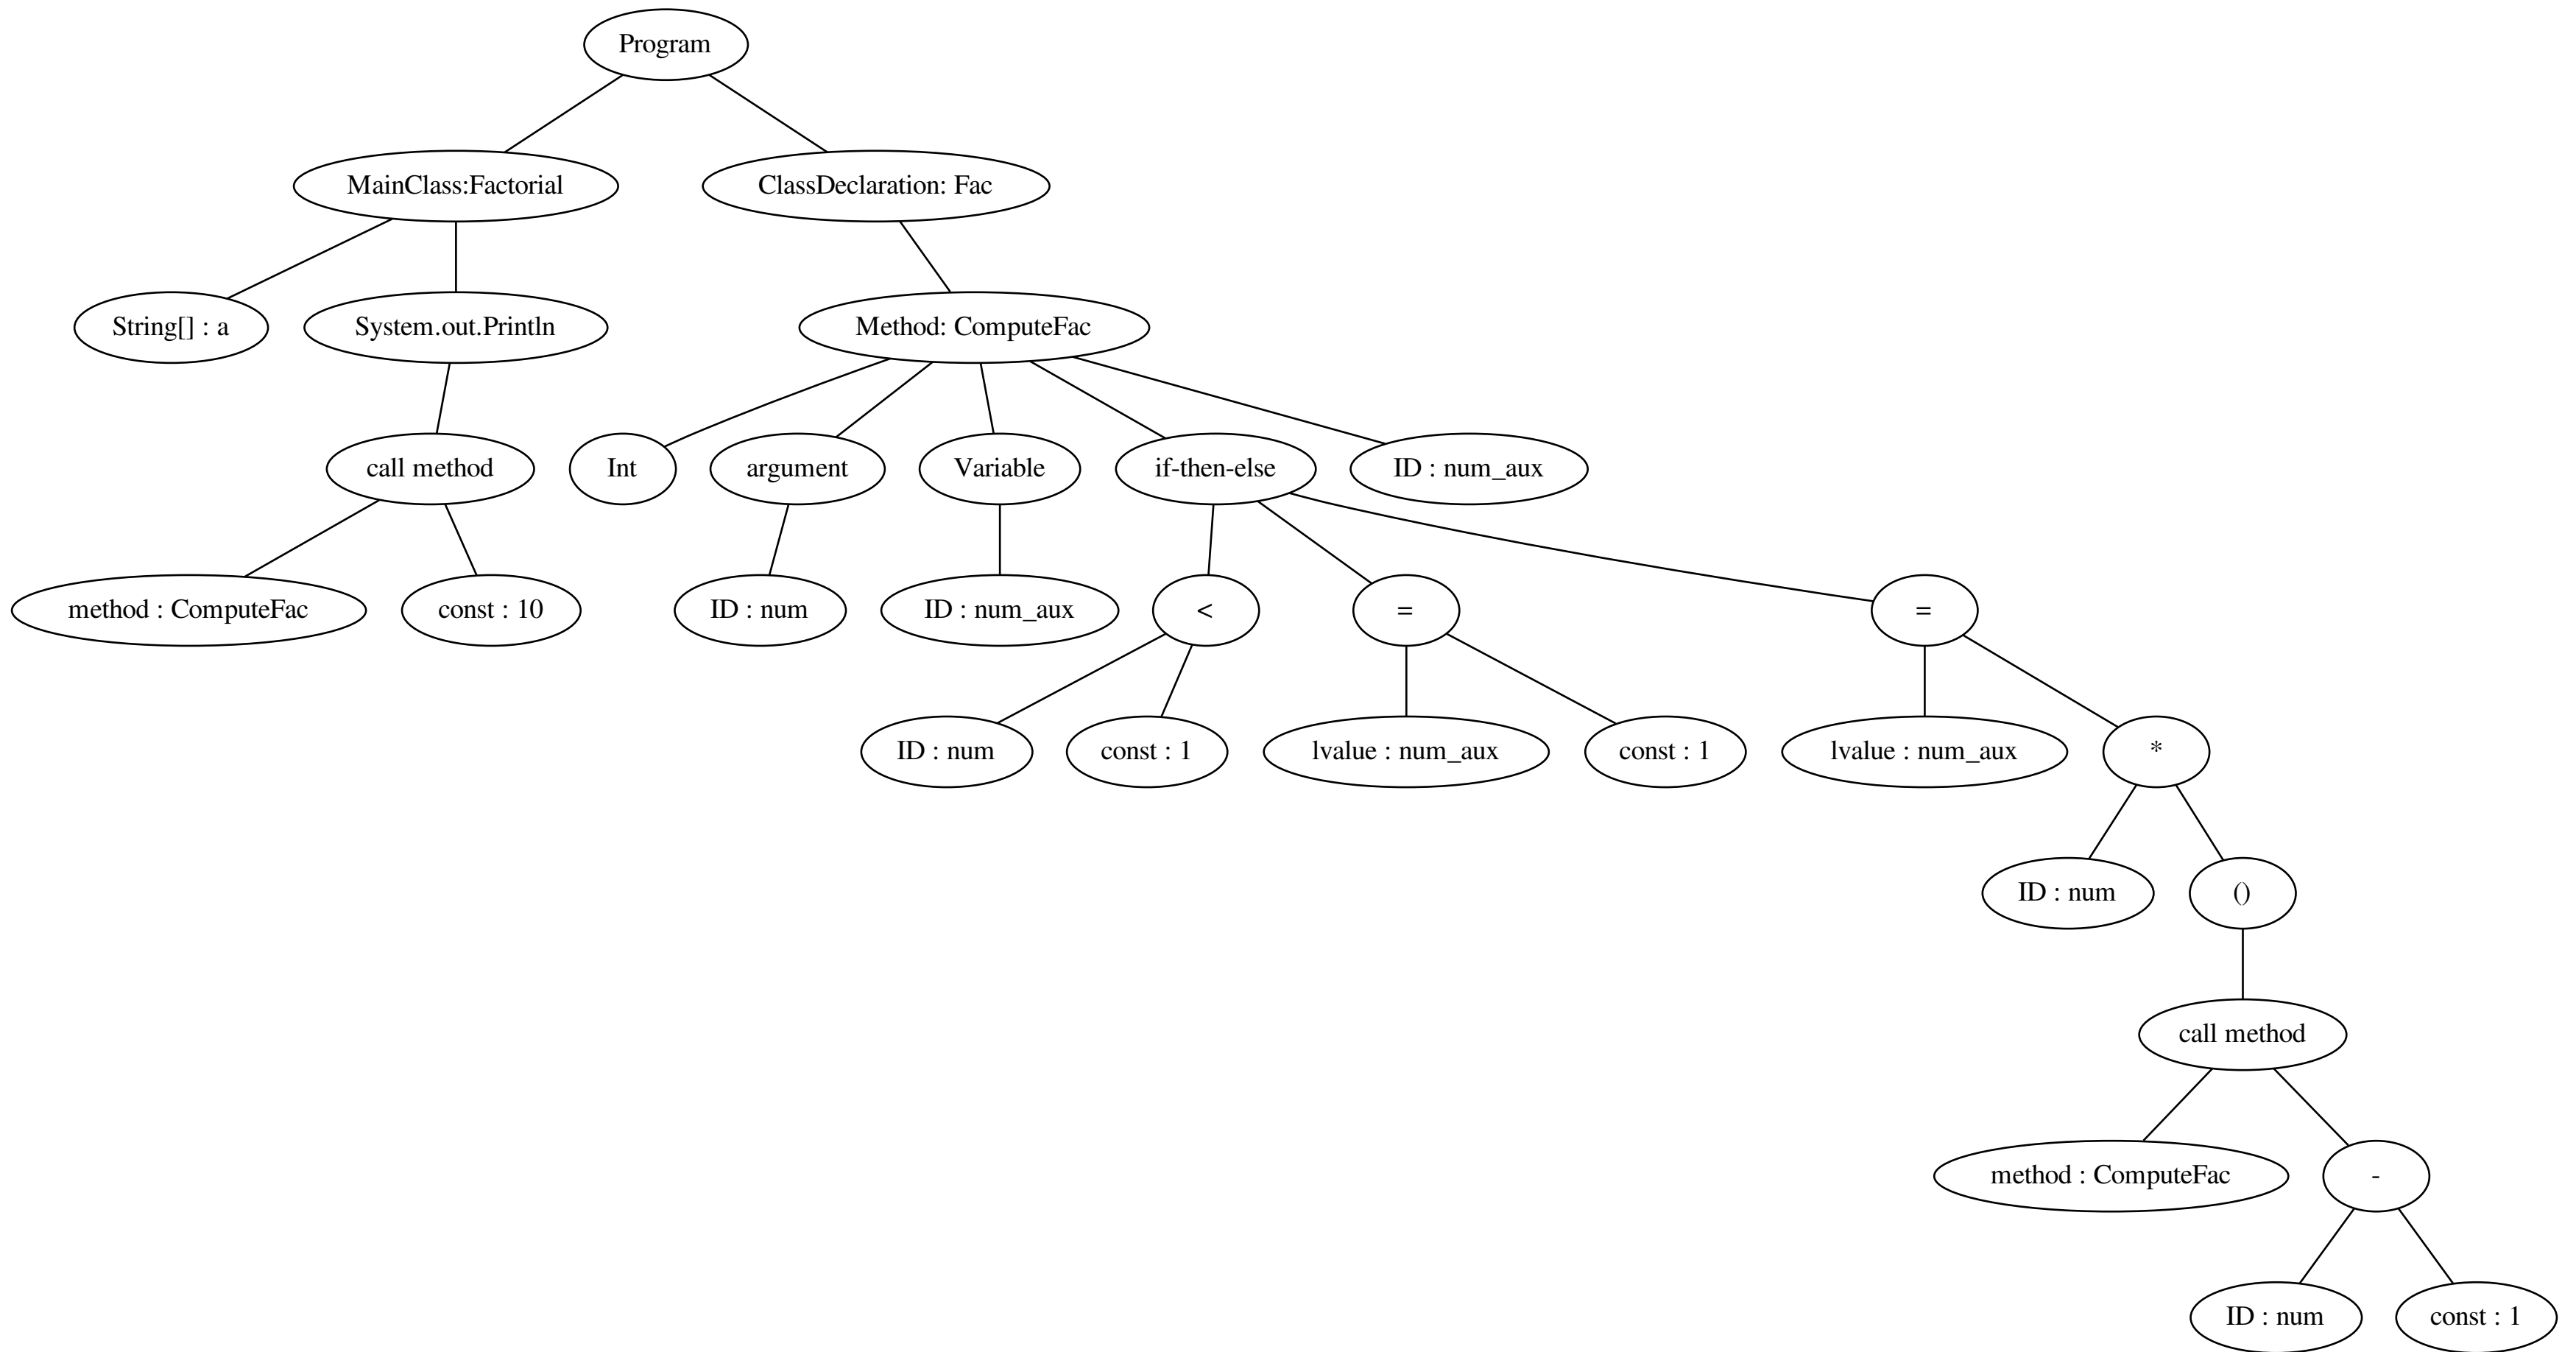 Program
MainClass:Factorial
ClassDeclaration: Fac
String[] : a
System.out.Println
Method: ComputeFac
call method
Int
argument
Variable
if-then-else
ID : num_aux
method : ComputeFac
const : 10
ID : num
ID : num_aux
<
=
=
ID : num
const : 1
lvalue : num_aux
const : 1
lvalue : num_aux
*
ID : num
()
call method
method : ComputeFac
-
ID : num
const : 1